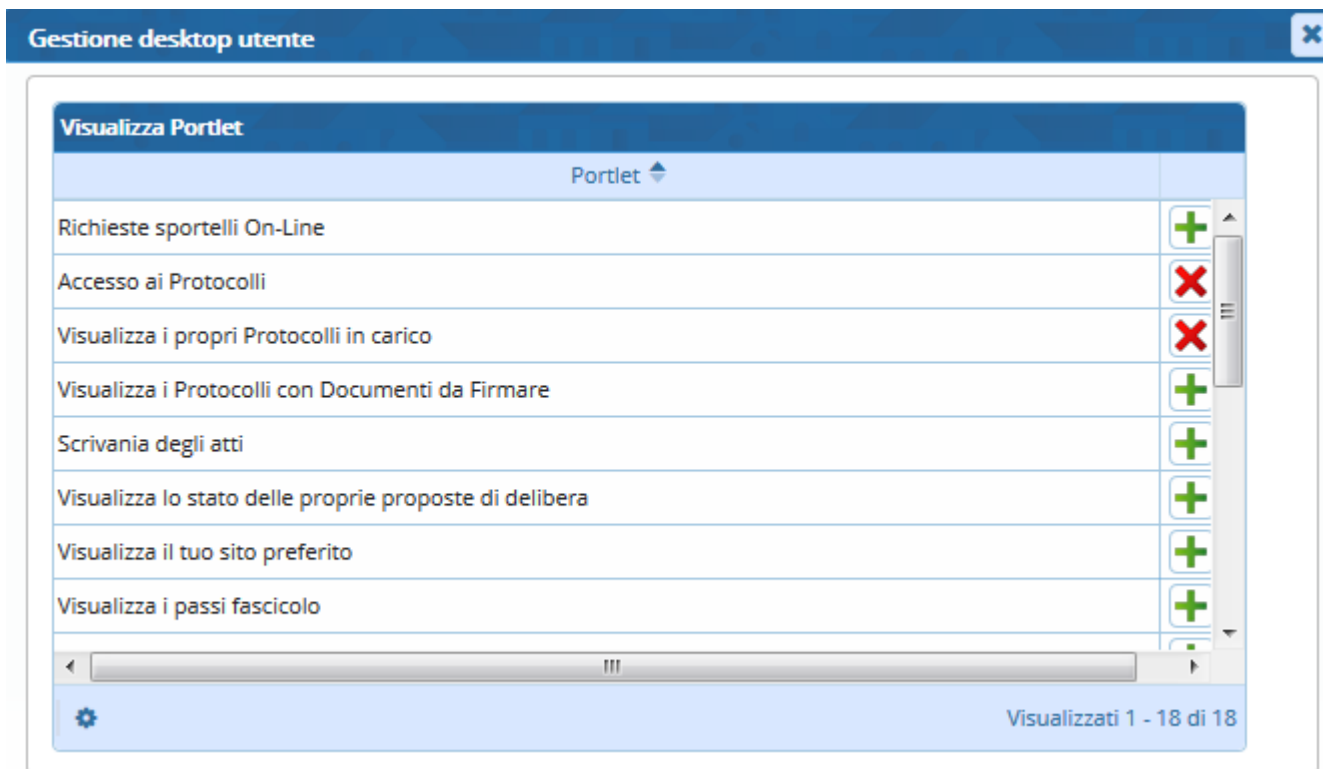 Gestione desktop utente
Visualizza Portlet
Portlet
Richieste sportelli On-Line
Accesso ai Protocolli
Visualizza i propri Protocolli in carico
Visualizza i Protocolli con Documenti da Firmare
Scrivania degli atti
Visualizza lo stato delle proprie proposte di delibera
Visualizza il tuo sito preferito
Visualizza i passi fascicolo
Visualizzati 1 - 18 di 18